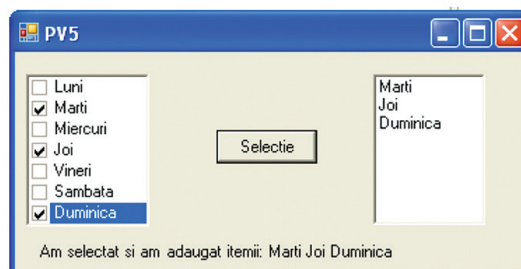 PV5
Luni
Marti
Miercuri
Joi
Vineri
Sambata
Duminica
Selectie
Marti
Joi
Duminica
Am selectat si am adaugat itemii: Marti Joi Duminica